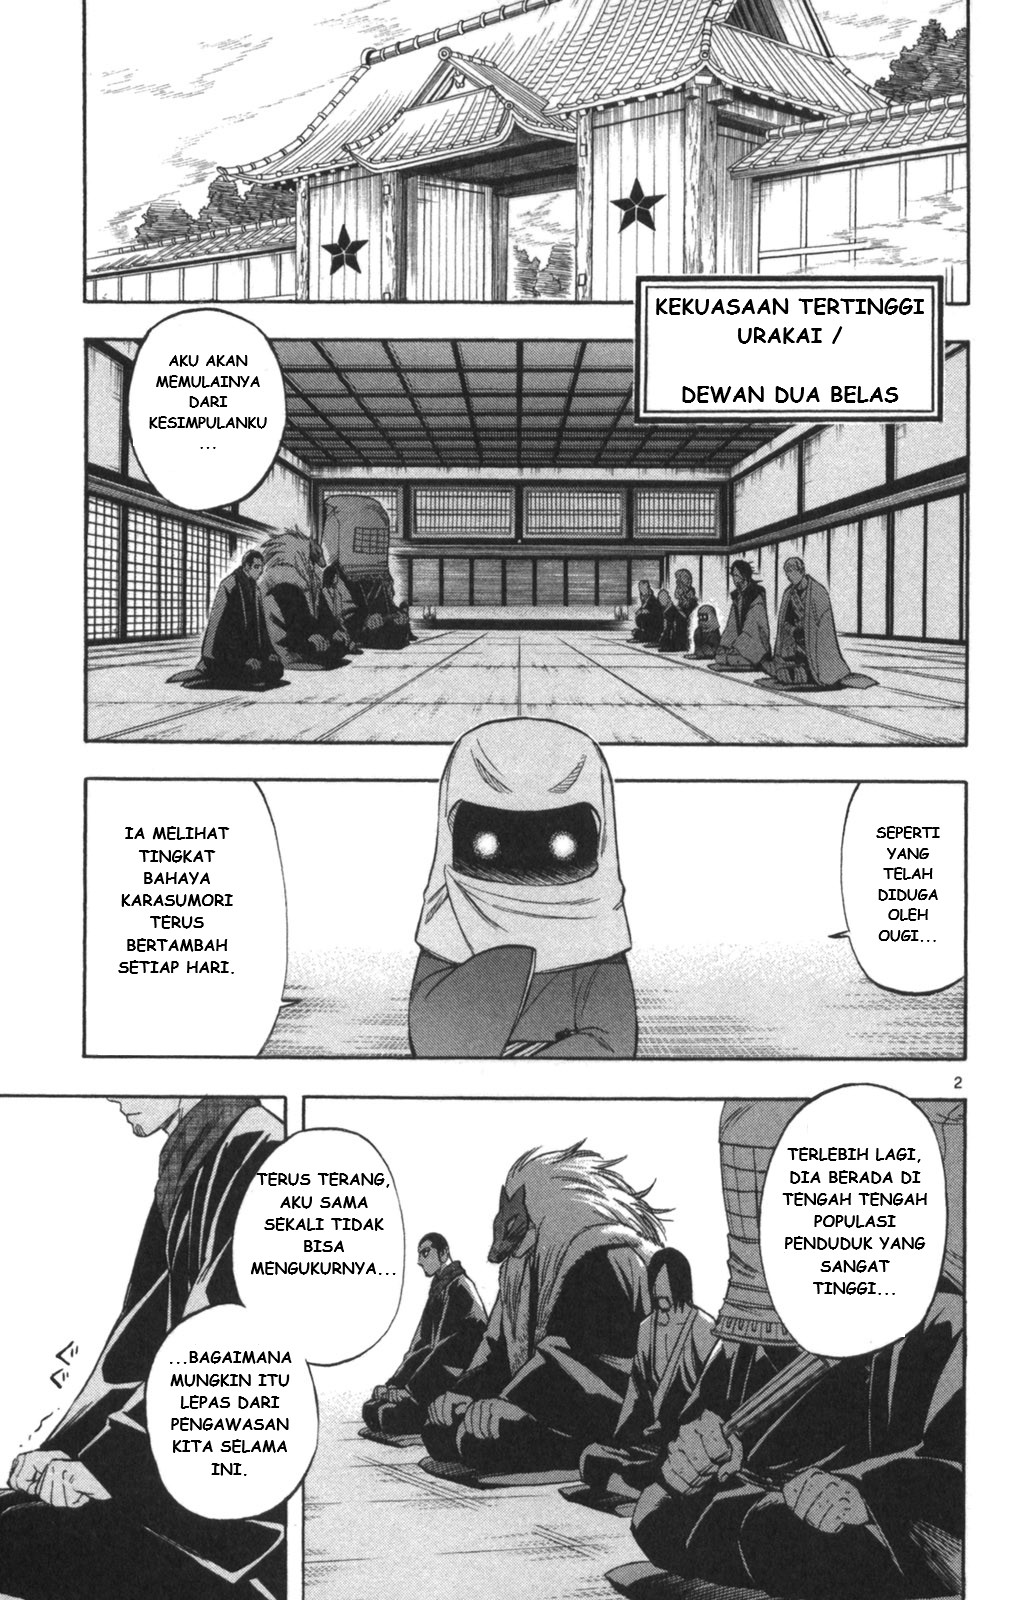 KEKUASAAN TERTINGGI
URAKAI /
DEWAN DUA BELAS
AKU AKAN
MEMULAINYA
DARI
KESIMPULANKU
...
SEPERTI
YANG
TELAH
DIDUGA
OLEH
OUGI...
IA MELIHAT
TINGKAT
BAHAYA
KARASUMORI
TERUS
BERTAMBAH
SETIAP HARI.
2
TERLEBIH LAGI,
DIA BERADA DI
TENGAH TENGAH
POPULASI
PENDUDUK YANG
SANGAT
TINGGI...
TERUS TERANG,
AKU SAMA
SEKALI TIDAK
BISA
MENGUKURNYA...
...BAGAIMANA
MUNGKIN ITU
LEPAS DARI
PENGAWASAN
KITA SELAMA
INI.